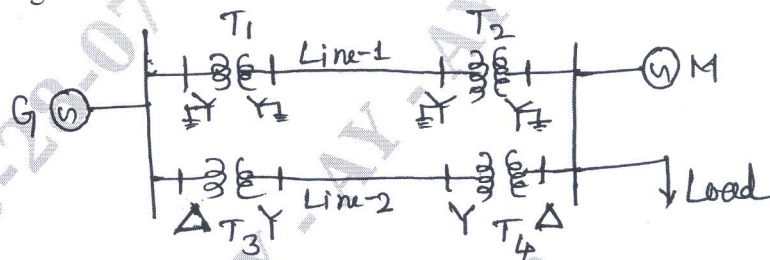 T1 T2
Line-1
G S S M
Y Y Y Y
Line-2
Δ T3 Y Y T4 Δ
Load